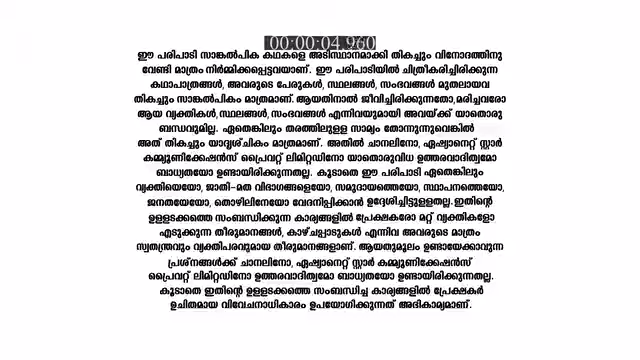 00:00:04.960
ഈ പരിപാടി സാങ്കൽപിക കഥകളെ അടിസ്ഥാനമാക്കി തികച്ചും വിനോദത്തിനു
വേണ്ടി മാത്രം നിർമ്മിക്കപ്പെട്ടവയാണ്. ഈ പരിപാടിയിൽ ചിത്രീകരിച്ചിരിക്കുന്ന
കഥാപാത്രങ്ങൾ, അവരുടെ പേരുകൾ, സ്ഥലങ്ങൾ, സംഭവങ്ങൾ മുതലായവ
തികച്ചും സാങ്കൽപികം മാത്രമാണ്. ആയതിനാൽ ജീവിച്ചിരിക്കുന്നതോ,മരിച്ചവരോ
ആയ വ്യക്തികൾ,സ്ഥലങ്ങൾ,സംഭവങ്ങൾ എന്നിവയുമായി അവയ്ക്ക് യാതൊരു
ബന്ധവുമില്ല. ഏതെങ്കിലും തരത്തിലുളള സാമ്യം തോന്നുന്നുവെങ്കിൽ
അത് തികച്ചും യാദൃശ്ചികം മാത്രമാണ്. അതിൽ ചാനലിനോ, ഏഷ്യാനെറ്റ് സ്റ്റാർ
കമ്മ്യൂണിക്കേഷൻസ് പ്രൈവറ്റ് ലിമിറ്റഡിനോ യാതൊരുവിധ ഉത്തരവാദിത്വമോ
ബാധ്യതയോ ഉണ്ടായിരിക്കുന്നതല്ല. കൂടാതെ ഈ പരിപാടി ഏതെങ്കിലും
വ്യക്തിയെയോ, ജാതി-മത വിഭാഗങ്ങളെയോ, സമുദായത്തെയോ, സ്ഥാപനത്തെയോ,
ജനതയേയോ, തൊഴിലിനേയോ വേദനിപ്പിക്കാൻ ഉദ്ദേശിച്ചിട്ടുളളതല്ല.ഇതിന്റെ
ഉളളടക്കത്തെ സംബന്ധിക്കുന്ന കാര്യങ്ങളിൽ പ്രേക്ഷകരോ മറ്റ് വ്യക്തികളോ
എടുക്കുന്ന തീരുമാനങ്ങൾ, കാഴ്ചപ്പാടുകൾ എന്നിവ അവരുടെ മാത്രം
സ്വതന്ത്രവും വ്യക്തിപരവുമായ തീരുമാനങ്ങളാണ്. ആയതുമൂലം ഉണ്ടായേക്കാവുന്ന
പ്രശ്നങ്ങൾക്ക് ചാനലിനോ, ഏഷ്യാനെറ്റ് സ്റ്റാർ കമ്മ്യൂണിക്കേഷൻസ്
പ്രൈവറ്റ് ലിമിറ്റഡിനോ ഉത്തരവാദിത്വമോ ബാധ്യതയോ ഉണ്ടായിരിക്കുന്നതല്ല.
കൂടാതെ ഇതിന്റെ ഉളളടക്കത്തെ സംബന്ധിച്ച കാര്യങ്ങളിൽ പ്രേക്ഷകർ
ഉചിതമായ വിവേചനാധികാരം ഉപയോഗിക്കുന്നത് അഭികാമ്യമാണ്.